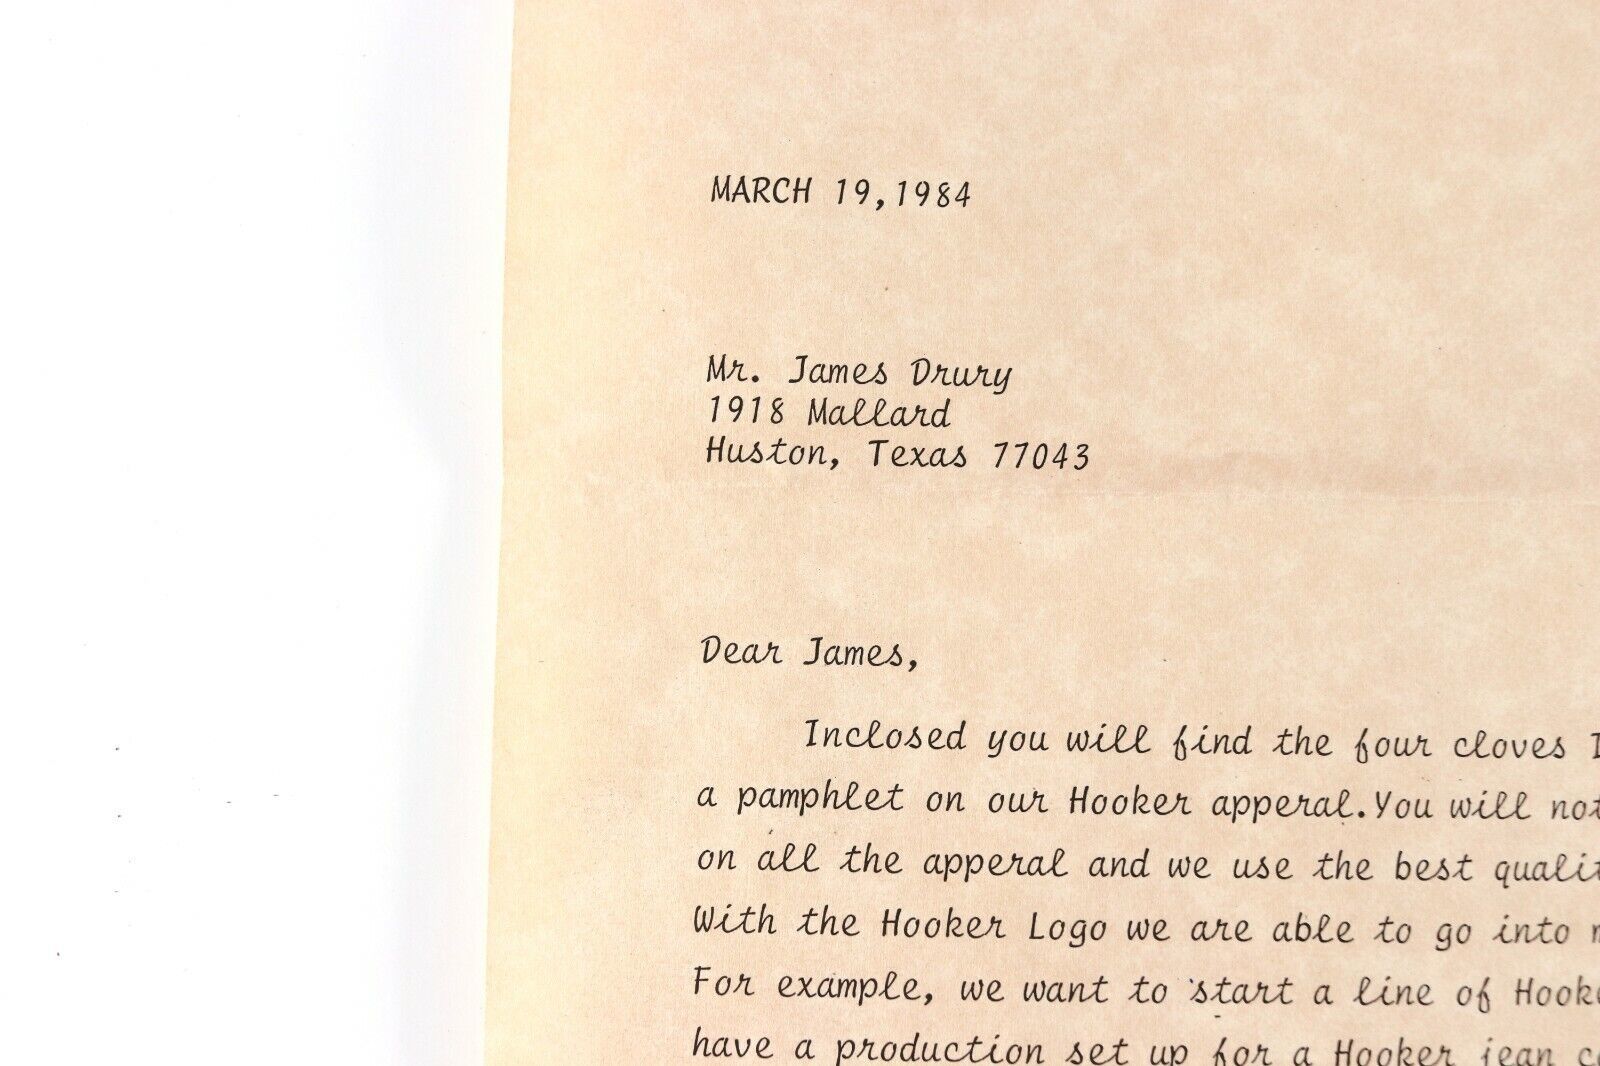 MARCH 19,1984
Mr. James Drury
1918 Mallard
Huston, Texas 77043
Dear James,
Inclosed you will find the four cloves I
a pamphlet on our Hooker apperal.You will
on all the apperal and we use the best
With the Hooker Logo we are able to go into
For example, we want to start a line of
have a production set up for a Hooker jean